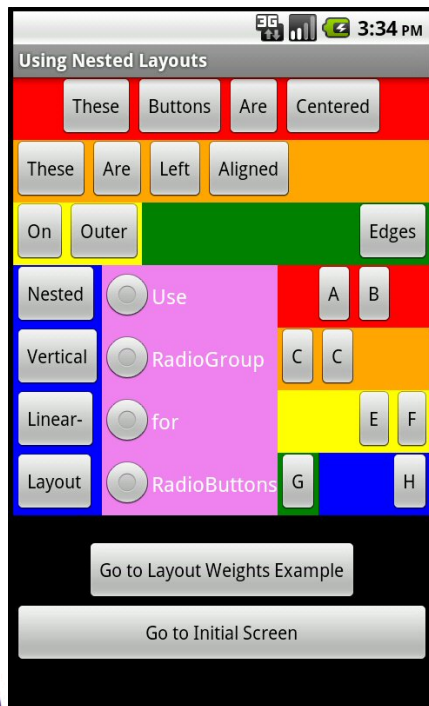 3G 3:34 PM
Using Nested Layouts
These Buttons Are Centered
These Are Left Aligned
On Outer Edges
Nested Use A B
Vertical RadioGroup C C
Linear- for E F
Layout RadioButtons G H
Go to Layout Weights Example
Go to Initial Screen